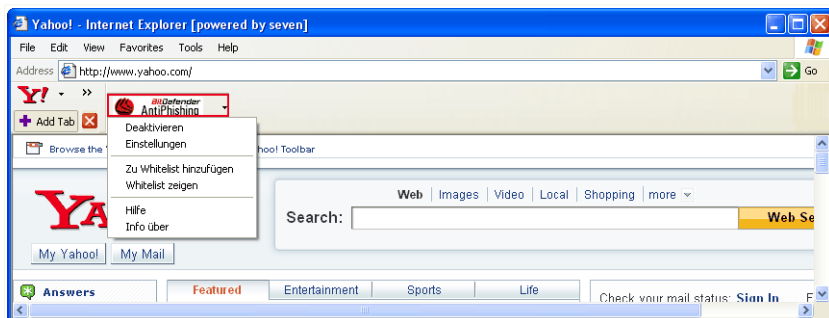 Yahoo! - Internet Explorer [powered by seven]
File Edit View Favorites Tools Help
Address http://www.yahoo.com/ Go
Y! »
BitDefender
AntiPhishing
Add Tab
Deaktivieren
Einstellungen
Browse the hoo! Toolbar
Zu Whitelist hinzufügen
Whitelist zeigen
Hilfe
Info über
YA
Web Images Video Local Shopping more
Search: Web Se
My Yahoo! My Mail
Answers
Featured Entertainment Sports Life
Check your mail status: Sign In F